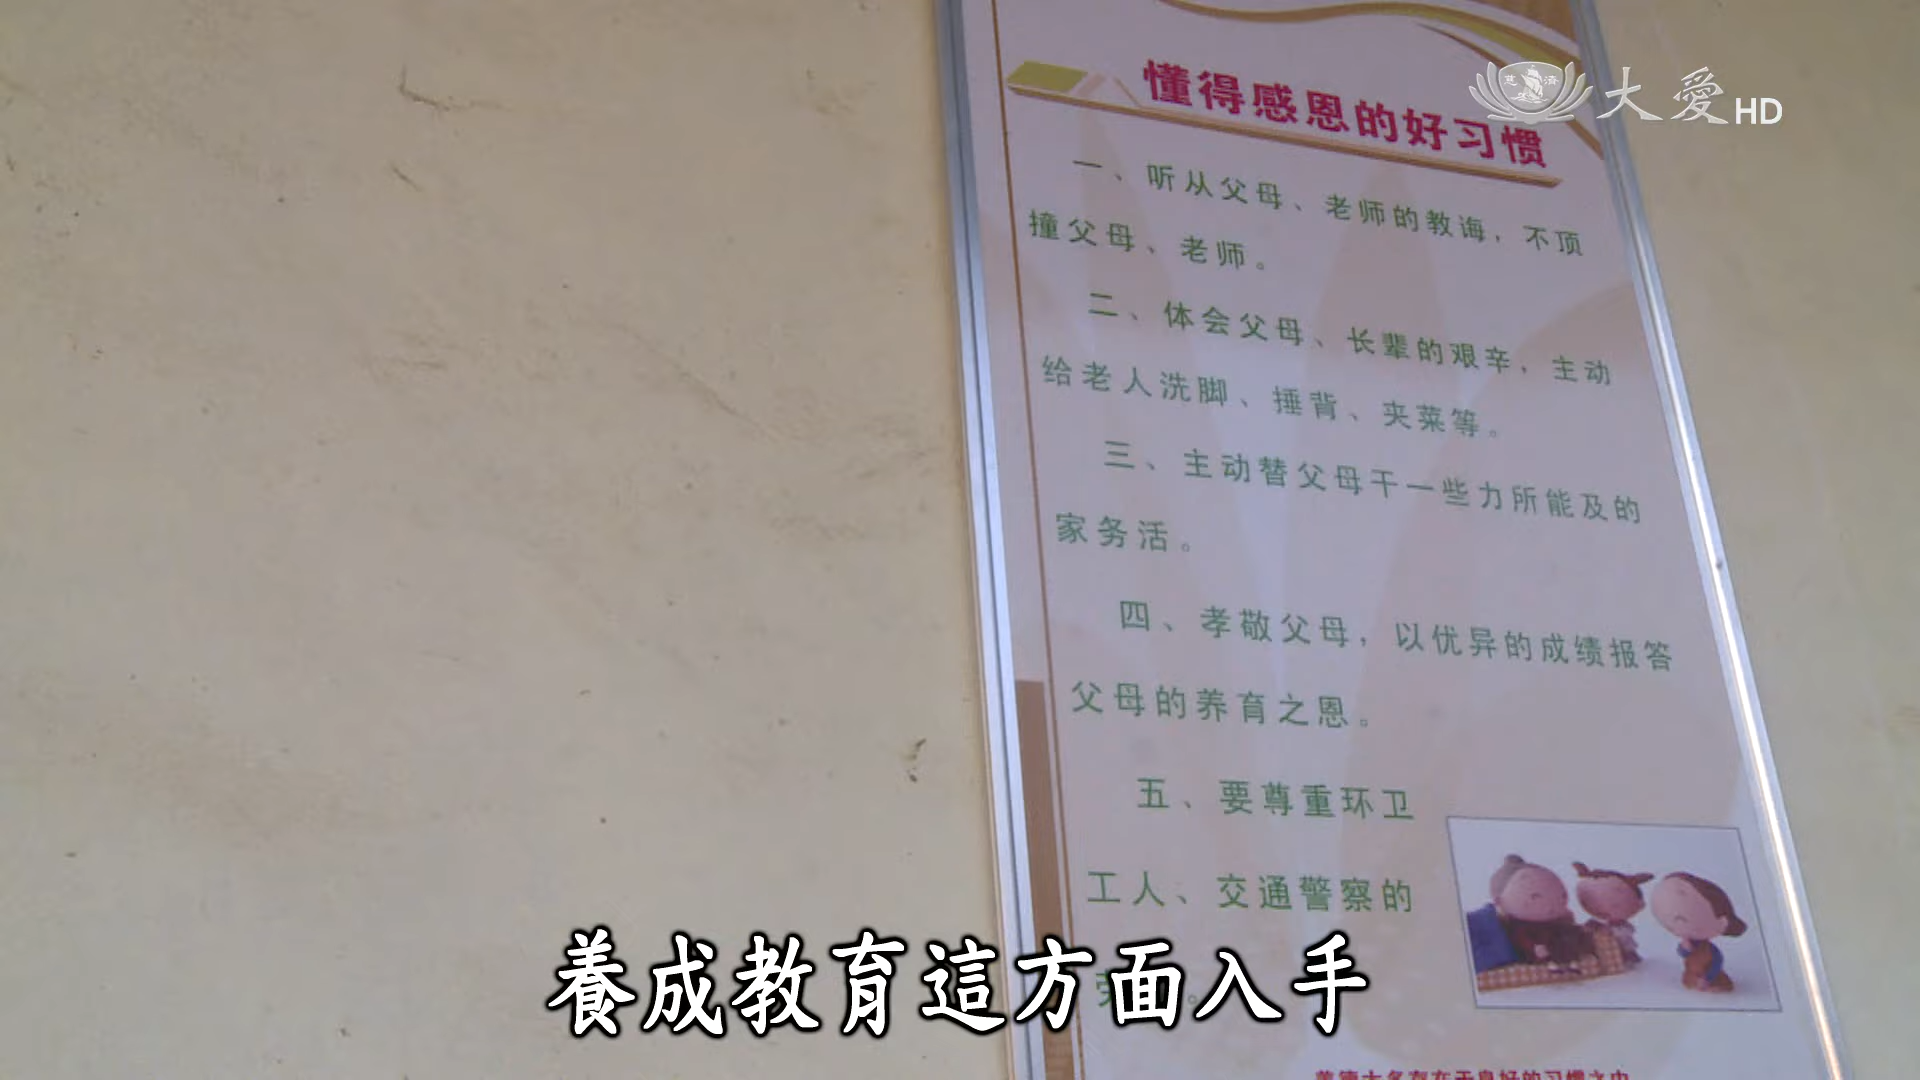 慈濟
大愛HD
懂得感恩的好习惯
一、听从父母、老师的教诲，不顶
撞父母、老师。
二、体会父母、长辈的艰辛，主动
给老人洗脚、捶背、夹菜等。
三、主动替父母干一些力所能及的
家务活。
四、孝敬父母，以优异的成绩报答
父母的养育之恩。
五、要尊重环卫
工人、交通警察的
養成教育這方面入手